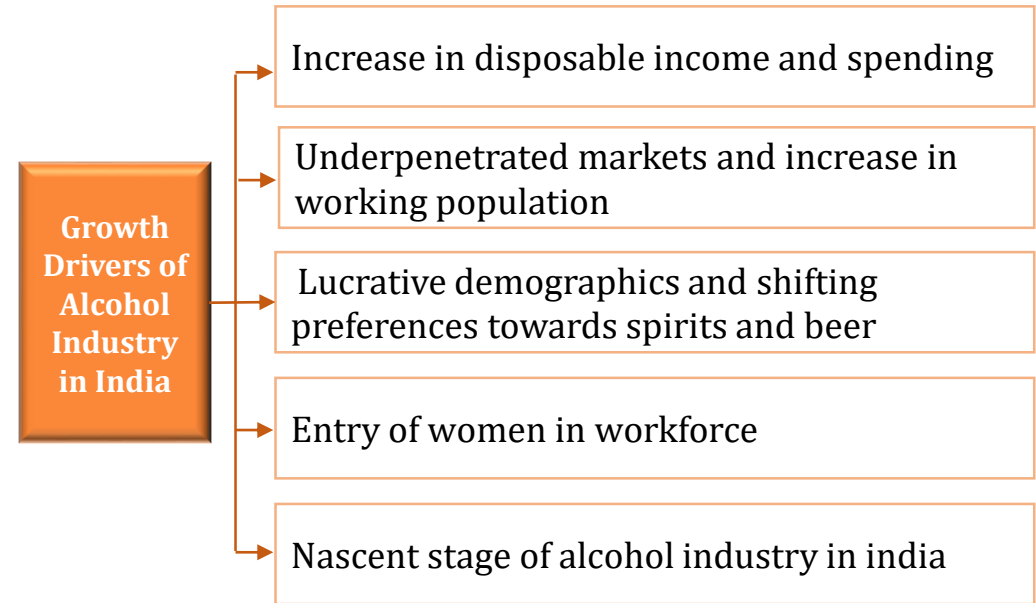 Growth
Drivers of
Alcohol
Industry
in India
Increase in disposable income and spending
Underpenetrated markets and increase in
working population
Lucrative demographics and shifting
preferences towards spirits and beer
Entry of women in workforce
Nascent stage of alcohol industry in india